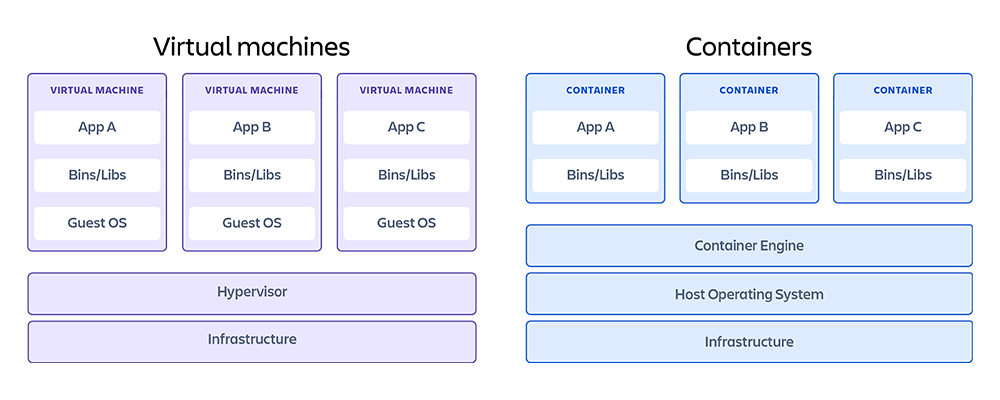 Virtual machines
VIRTUAL MACHINE VIRTUAL MACHINE VIRTUAL MACHINE
App A App B App C
Bins/Libs Bins/Libs Bins/Libs
Guest OS Guest OS Guest OS
Hypervisor
Infrastructure
Containers
CONTAINER CONTAINER CONTAINER
App A App B App C
Bins/Libs Bins/Libs Bins/Libs
Container Engine
Host Operating System
Infrastructure